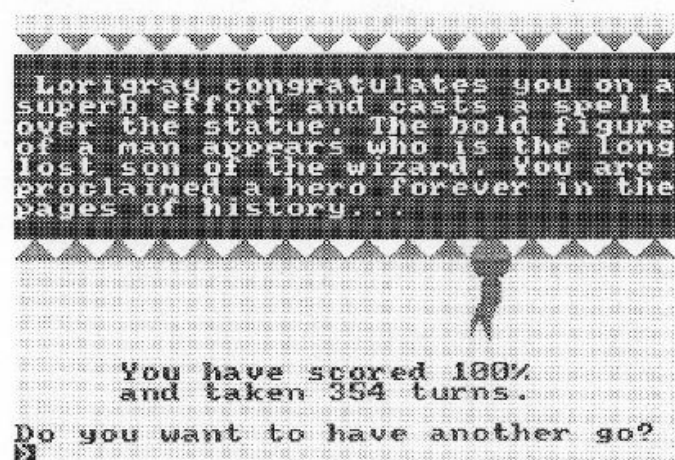 Lorigray congratulates you on a
superb effort and casts a spell
over the statue. The bold figure
of a man appears who is the long
lost son of the wizard. You are
proclaimed a hero forever in the
pages of history...
You have scored 100%
and taken 354 turns.
Do you want to have another go?